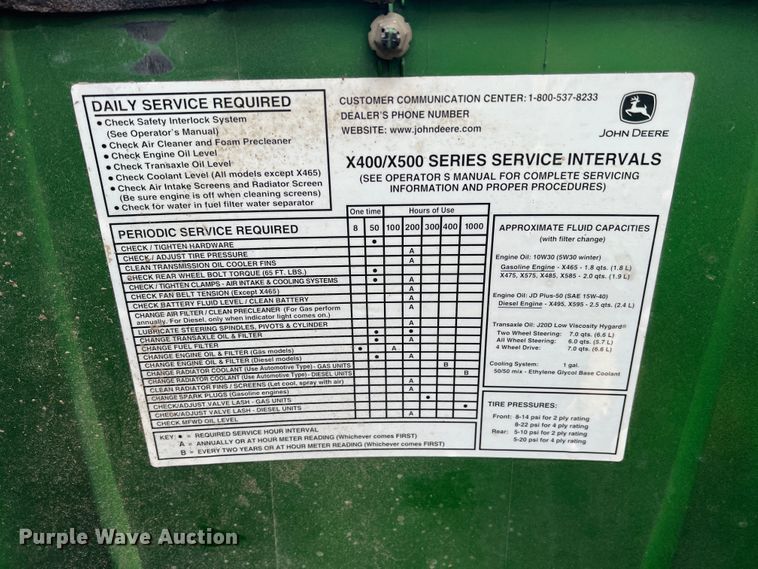 DAILY SERVICE REQUIRED
• Check Safety Interlock System
(See Operator's Manual)
• Check Air Cleaner and Foam Precleaner
• Check Engine Oil Level
• Check Transaxle Oil Level
• Check Coolant Level (All models except X465)
• Check Air Intake Screens and Radiator Screen
(Be sure engine is off when cleaning screens)
• Check for water in fuel filter water separator
CUSTOMER COMMUNICATION CENTER: 1-800-537-8233
DEALER'S PHONE NUMBER
WEBSITE: www.johndeere.com
JOHN DEERE
X400/X500 SERIES SERVICE INTERVALS
(SEE OPERATOR S MANUAL FOR COMPLETE SERVICING
INFORMATION AND PROPER PROCEDURES)
PERIODIC SERVICE REQUIRED
One time Hours of Use
8 50 100 200 300 400 1000
CHECK / TIGHTEN HARDWARE •
CHECK / ADJUST TIRE PRESSURE A
CLEAN TRANSMISSION OIL COOLER FINS A
CHECK REAR WHEEL BOLT TORQUE (65 FT. LBS.) •
CHECK / TIGHTEN CLAMPS - AIR INTAKE & COOLING SYSTEMS • A
CHECK FAN BELT TENSION (Except X465) A
CHECK BATTERY FLUID LEVEL / CLEAN BATTERY A
CHANGE AIR FILTER / CLEAN PRECLEANER (For Gas perform
annually. For Diesel, only when indicator light comes on.) A
LUBRICATE STEERING SPINDLES, PIVOTS & CYLINDER • A
CHANGE TRANSAXLE OIL & FILTER • •
CHANGE FUEL FILTER A
CHANGE ENGINE OIL & FILTER (Gas models) • A
CHANGE ENGINE OIL & FILTER (Diesel models) • A
CHANGE RADIATOR COOLANT (Use Automotive Type) - GAS UNITS B
CHANGE RADIATOR COOLANT (Use Automotive Type) - DIESEL UNITS B
CLEAN RADIATOR FINS / SCREENS (Let cool, spray with air) A
CHANGE SPARK PLUGS (Gasoline engines) A
CHECK/ADJUST VALVE LASH - GAS UNITS •
CHECK/ADJUST VALVE LASH - DIESEL UNITS •
CHECK MFWD OIL LEVEL A
KEY: • = REQUIRED SERVICE HOUR INTERVAL
A = ANNUALLY OR AT HOUR METER READING (Whichever comes FIRST)
B = EVERY TWO YEARS OR AT HOUR METER READING (Whichever comes FIRST)
APPROXIMATE FLUID CAPACITIES
(with filter change)
Engine Oil: 10W30 (5W30 winter)
Gasoline Engine - X465 - 1.8 qts. (1.8 L)
X475, X575, X485, X585 - 2.0 qts. (1.9 L)
Engine Oil: JD Plus-50 (SAE 15W-40)
Diesel Engine - X495, X595 - 2.5 qts. (2.4 L)
Transaxle Oil: J20D Low Viscosity Hygard®
Two Wheel Steering: 7.0 qts. (6.6 L)
All Wheel Steering: 6.0 qts. (5.7 L)
4 Wheel Drive: 7.0 qts. (6.6 L)
Cooling System: 1 gal.
50/50 mix - Ethylene Glycol Base Coolant
TIRE PRESSURES:
Front: 8-14 psi for 2 ply rating
8-22 psi for 4 ply rating
Rear: 5-10 psi for 2 ply rating
5-20 psi for 4 ply rating
Purple Wave Auction